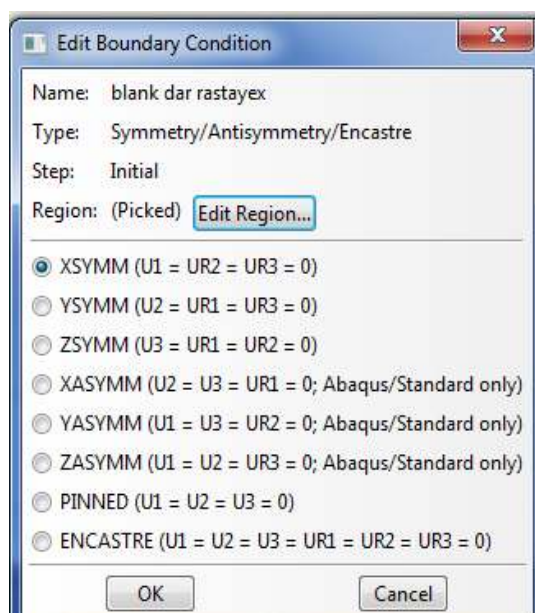 Edit Boundary Condition
Name: blank dar rastayex
Type: Symmetry/Antisymmetry/Encastre
Step: Initial
Region: (Picked) Edit Region...
XSYMM (U1 = UR2 = UR3 = 0)
YSYMM (U2 = UR1 = UR3 = 0)
ZSYMM (U3 = UR1 = UR2 = 0)
XASYMM (U2 = U3 = UR1 = 0; Abaqus/Standard only)
YASYMM (U1 = U3 = UR2 = 0; Abaqus/Standard only)
ZASYMM (U1 = U2 = UR3 = 0; Abaqus/Standard only)
PINNED (U1 = U2 = U3 = 0)
ENCASTRE (U1 = U2 = U3 = UR1 = UR2 = UR3 = 0)
OK Cancel